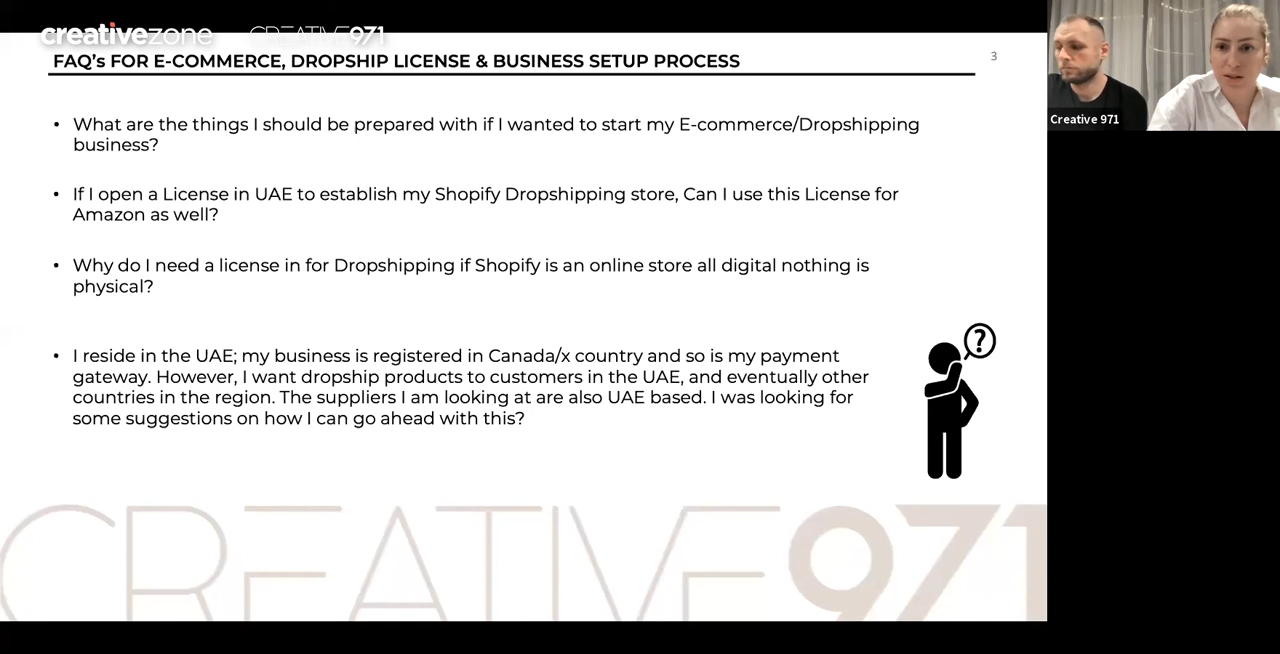 creativezone CREATIVE971
FAQ's FOR E-COMMERCE, DROPSHIP LICENSE & BUSINESS SETUP PROCESS
3
• What are the things I should be prepared with if I wanted to start my E-commerce/Dropshipping
business?
• If I open a License in UAE to establish my Shopify Dropshipping store, Can I use this License for
Amazon as well?
• Why do I need a license in for Dropshipping if Shopify is an online store all digital nothing is
physical?
• I reside in the UAE; my business is registered in Canada/x country and so is my payment
gateway. However, I want dropship products to customers in the UAE, and eventually other
countries in the region. The suppliers I am looking at are also UAE based. I was looking for
some suggestions on how I can go ahead with this?
?
CREATIVE971
Creative 971